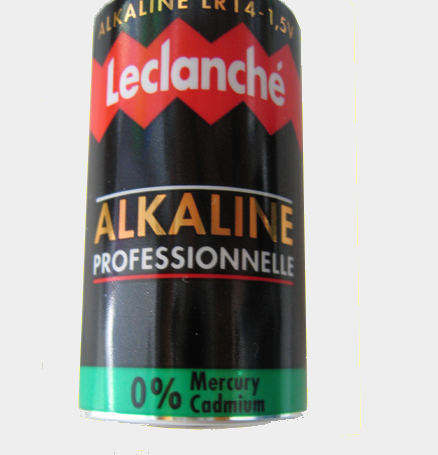 ALKALINE LR14-1,5V
Leclanché
ALKALINE
PROFESSIONNELLE
0% Mercury
Cadmium